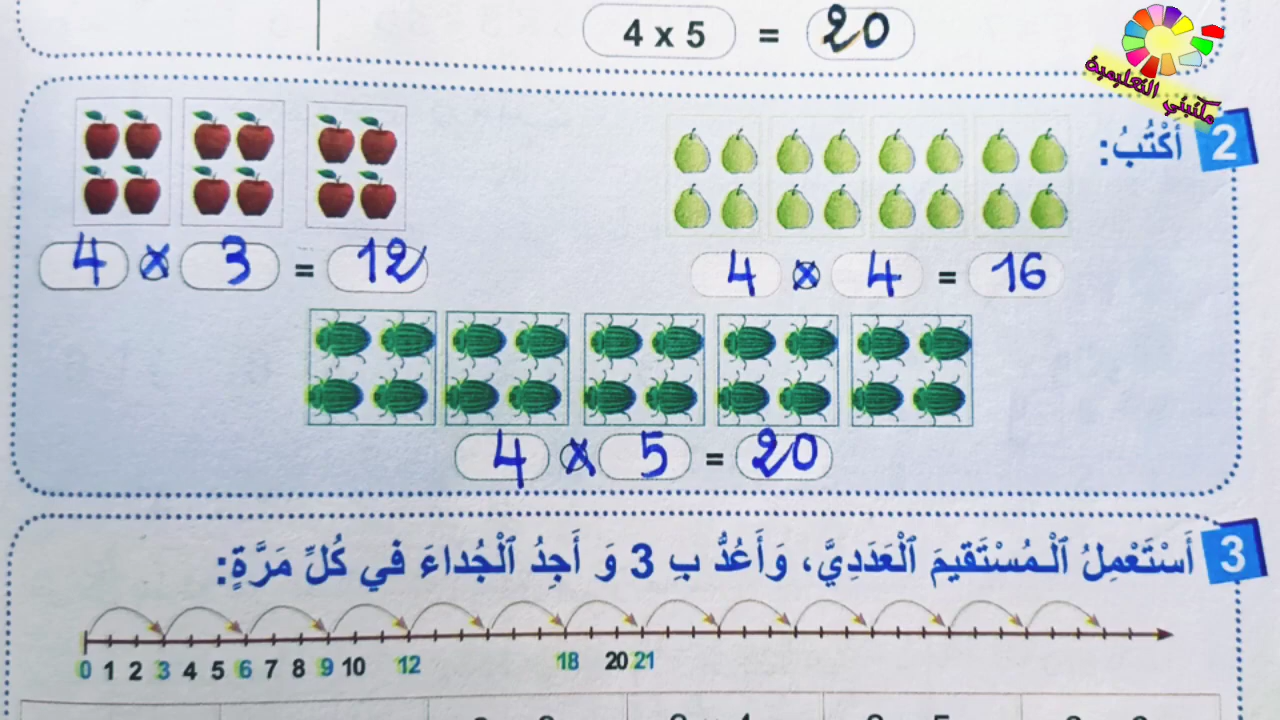 4 x 5 = 20
مكتبتي التعليمية
2 أَكْتُبُ:
4 x 3 = 12
4 x 4 = 16
4 x 5 = 20
3 أَسْتَعْمِلُ ٱلْمُسْتَقيمَ ٱلْعَدَدِيَّ، وَأَعُدُّ بِ 3 وَ أَجِدُ ٱلْجُداءَ في كُلِّ مَرَّةٍ:
0 1 2 3 4 5 6 7 8 9 10 12 18 20 21